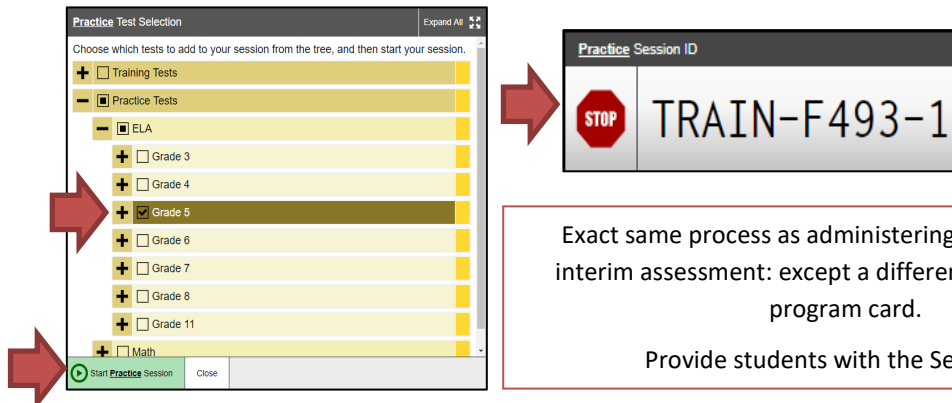 Practice Test Selection
Expand All
Choose which tests to add to your session from the tree, and then start your session.
Training Tests
Practice Tests
ELA
Grade 3
Grade 4
Grade 5
Grade 6
Grade 7
Grade 8
Grade 11
Math
Start Practice Session
Close
Practice Session ID
STOP
TRAIN-F493-1
Exact same process as administering
interim assessment: except a
program card.
Provide students with the